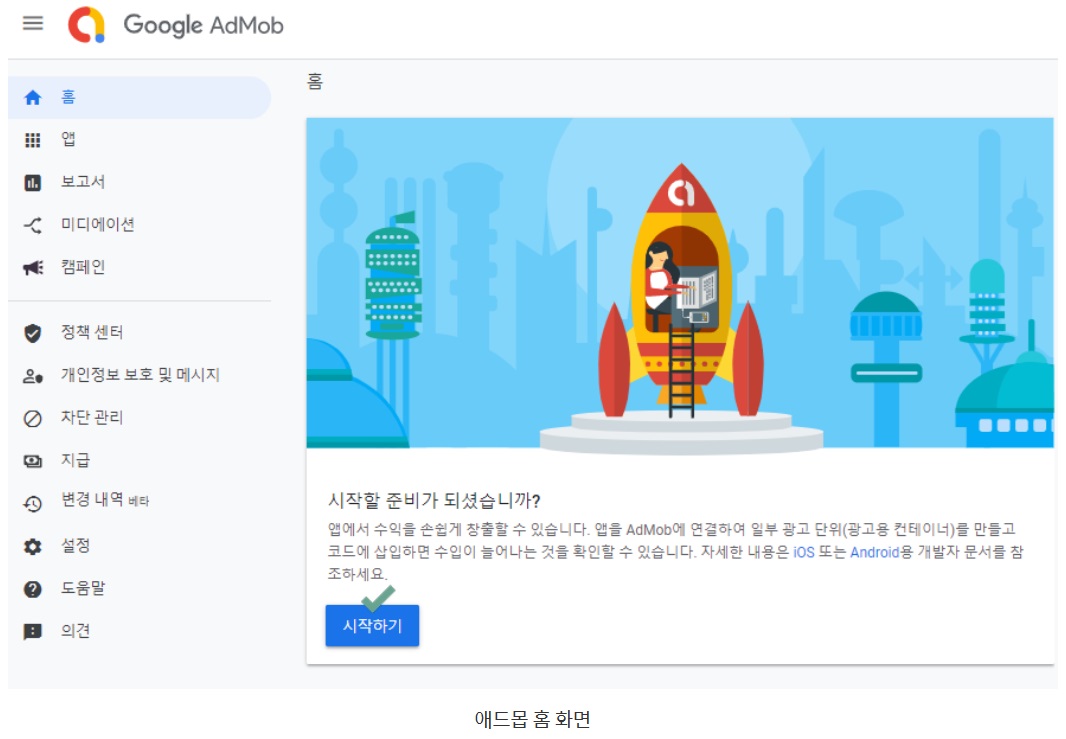 Google AdMob
홈
앱
보고서
미디에이션
캠페인
정책 센터
개인정보 보호 및 메시지
차단 관리
지급
변경 내역 베타
설정
도움말
의견
홈
시작할 준비가 되셨습니까?
앱에서 수익을 손쉽게 창출할 수 있습니다. 앱을 AdMob에 연결하여 일부 광고 단위(광고용 컨테이너)를 만들고
코드에 삽입하면 수입이 늘어나는 것을 확인할 수 있습니다. 자세한 내용은 iOS 또는 Android용 개발자 문서를 참
조하세요.
시작하기
애드몹 홈 화면